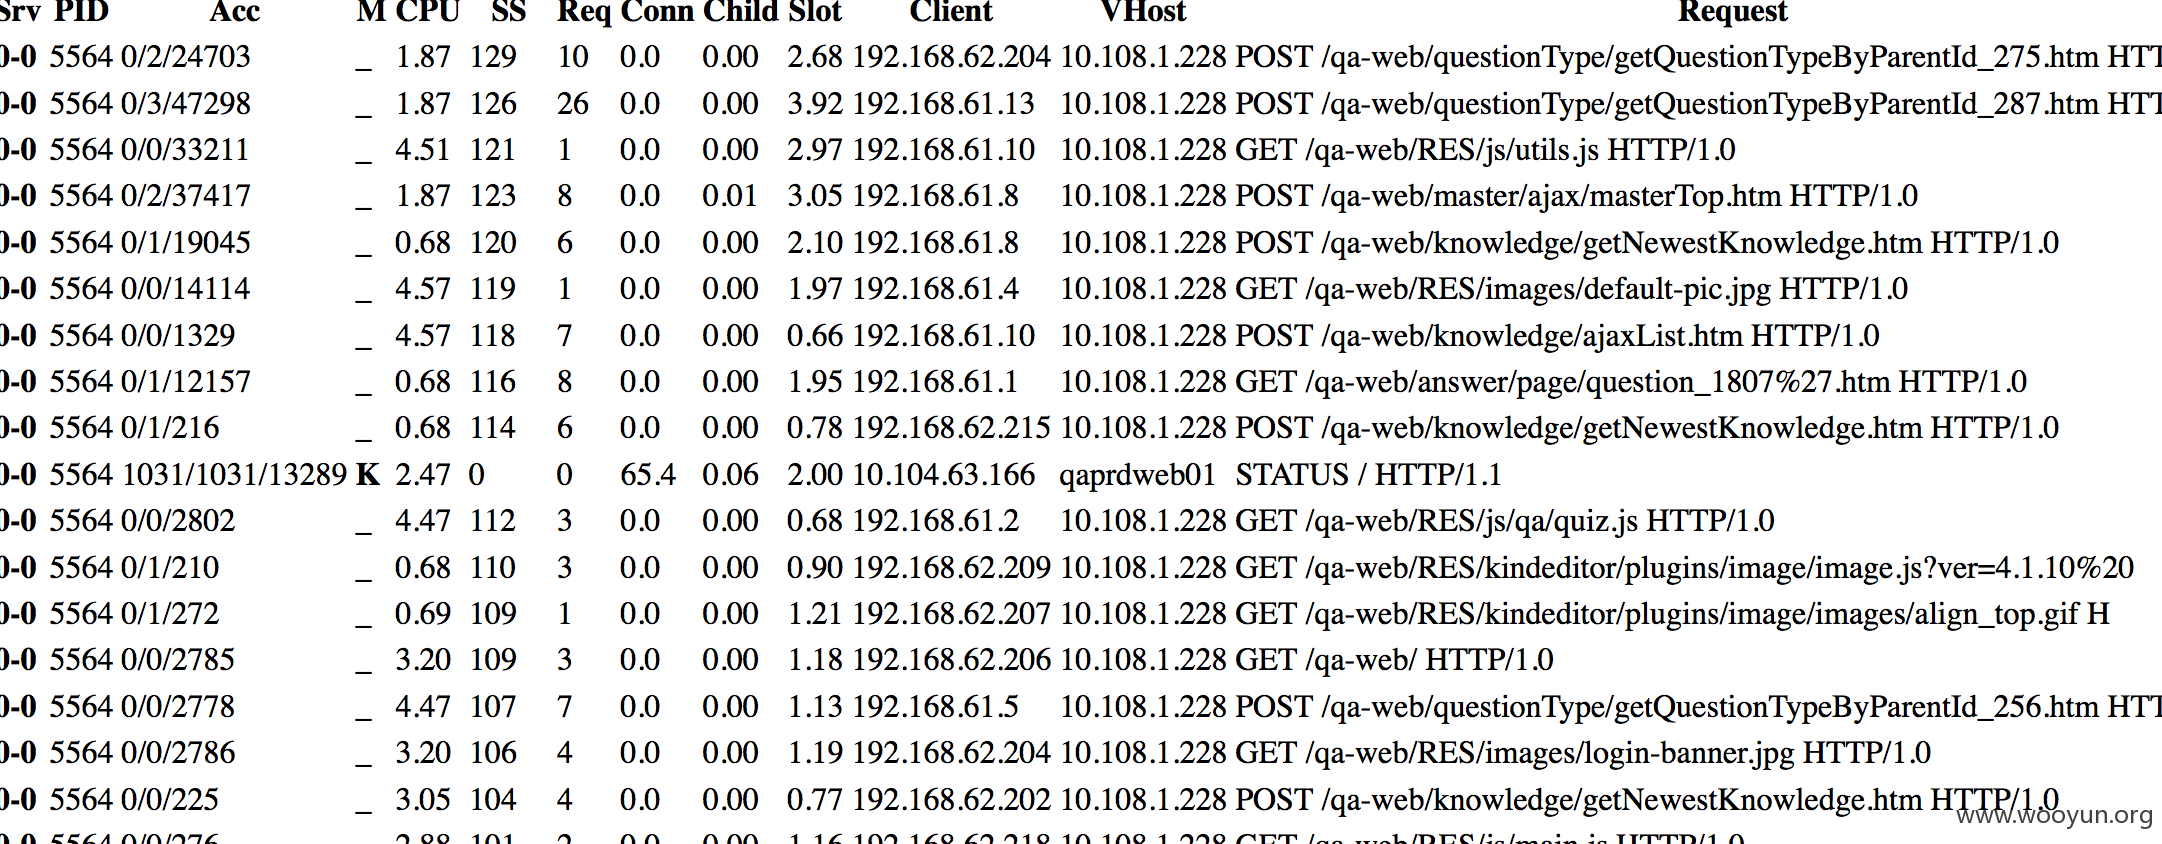 Srv PID Acc M CPU SS Req Conn Child Slot Client VHost Request
0-0 5564 0/2/24703 _ 1.87 129 10 0.0 0.00 2.68 192.168.62.204 10.108.1.228 POST /qa-web/questionType/getQuestionTypeByParentId_275.htm HTT
0-0 5564 0/3/47298 _ 1.87 126 26 0.0 0.00 3.92 192.168.61.13 10.108.1.228 POST /qa-web/questionType/getQuestionTypeByParentId_287.htm HTT
0-0 5564 0/0/33211 _ 4.51 121 1 0.0 0.00 2.97 192.168.61.10 10.108.1.228 GET /qa-web/RES/js/utils.js HTTP/1.0
0-0 5564 0/2/37417 _ 1.87 123 8 0.0 0.01 3.05 192.168.61.8 10.108.1.228 POST /qa-web/master/ajax/masterTop.htm HTTP/1.0
0-0 5564 0/1/19045 _ 0.68 120 6 0.0 0.00 2.10 192.168.61.8 10.108.1.228 POST /qa-web/knowledge/getNewestKnowledge.htm HTTP/1.0
0-0 5564 0/0/14114 _ 4.57 119 1 0.0 0.00 1.97 192.168.61.4 10.108.1.228 GET /qa-web/RES/images/default-pic.jpg HTTP/1.0
0-0 5564 0/0/1329 _ 4.57 118 7 0.0 0.00 0.66 192.168.61.10 10.108.1.228 POST /qa-web/knowledge/ajaxList.htm HTTP/1.0
0-0 5564 0/1/12157 _ 0.68 116 8 0.0 0.00 1.95 192.168.61.1 10.108.1.228 GET /qa-web/answer/page/question_1807%27.htm HTTP/1.0
0-0 5564 0/1/216 _ 0.68 114 6 0.0 0.00 0.78 192.168.62.215 10.108.1.228 POST /qa-web/knowledge/getNewestKnowledge.htm HTTP/1.0
0-0 5564 1031/1031/13289 K 2.47 0 0 65.4 0.06 2.00 10.104.63.166 qaprdweb01 STATUS / HTTP/1.1
0-0 5564 0/0/2802 _ 4.47 112 3 0.0 0.00 0.68 192.168.61.2 10.108.1.228 GET /qa-web/RES/js/qa/quiz.js HTTP/1.0
0-0 5564 0/1/210 _ 0.68 110 3 0.0 0.00 0.90 192.168.62.209 10.108.1.228 GET /qa-web/RES/kindeditor/plugins/image/image.js?ver=4.1.10%20
0-0 5564 0/1/272 _ 0.69 109 1 0.0 0.00 1.21 192.168.62.207 10.108.1.228 GET /qa-web/RES/kindeditor/plugins/image/images/align_top.gif H
0-0 5564 0/0/2785 _ 3.20 109 3 0.0 0.00 1.18 192.168.62.206 10.108.1.228 GET /qa-web/ HTTP/1.0
0-0 5564 0/0/2778 _ 4.47 107 7 0.0 0.00 1.13 192.168.61.5 10.108.1.228 POST /qa-web/questionType/getQuestionTypeByParentId_256.htm HTT
0-0 5564 0/0/2786 _ 3.20 106 4 0.0 0.00 1.19 192.168.62.204 10.108.1.228 GET /qa-web/RES/images/login-banner.jpg HTTP/1.0
0-0 5564 0/0/225 _ 3.05 104 4 0.0 0.00 0.77 192.168.62.202 10.108.1.228 POST /qa-web/knowledge/getNewestKnowledge.htm HTTP/1.0
www.wooyun.org
0-0 5564 0/0/276 2.88 101 2 0.0 0.00 1.16 192.168.62.218 10.108.1.228 GET /qa-web/RES/js/main.js HTTP/1.0